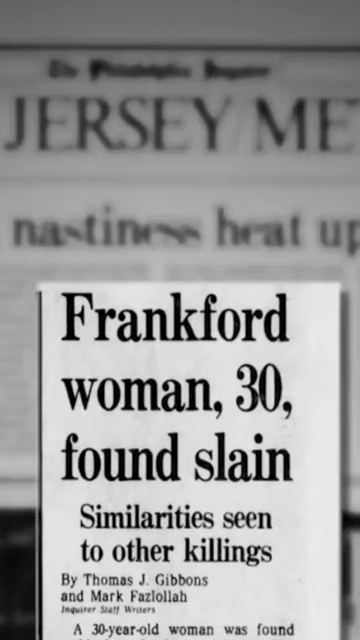 The Philadelphia Inquirer
JERSEY ME
nastiness heat up
Frankford
woman, 30,
found slain
Similarities seen
to other killings
By Thomas J. Gibbons
and Mark Fazlollah
Inquirer Staff Writers
A 30-year-old woman was found